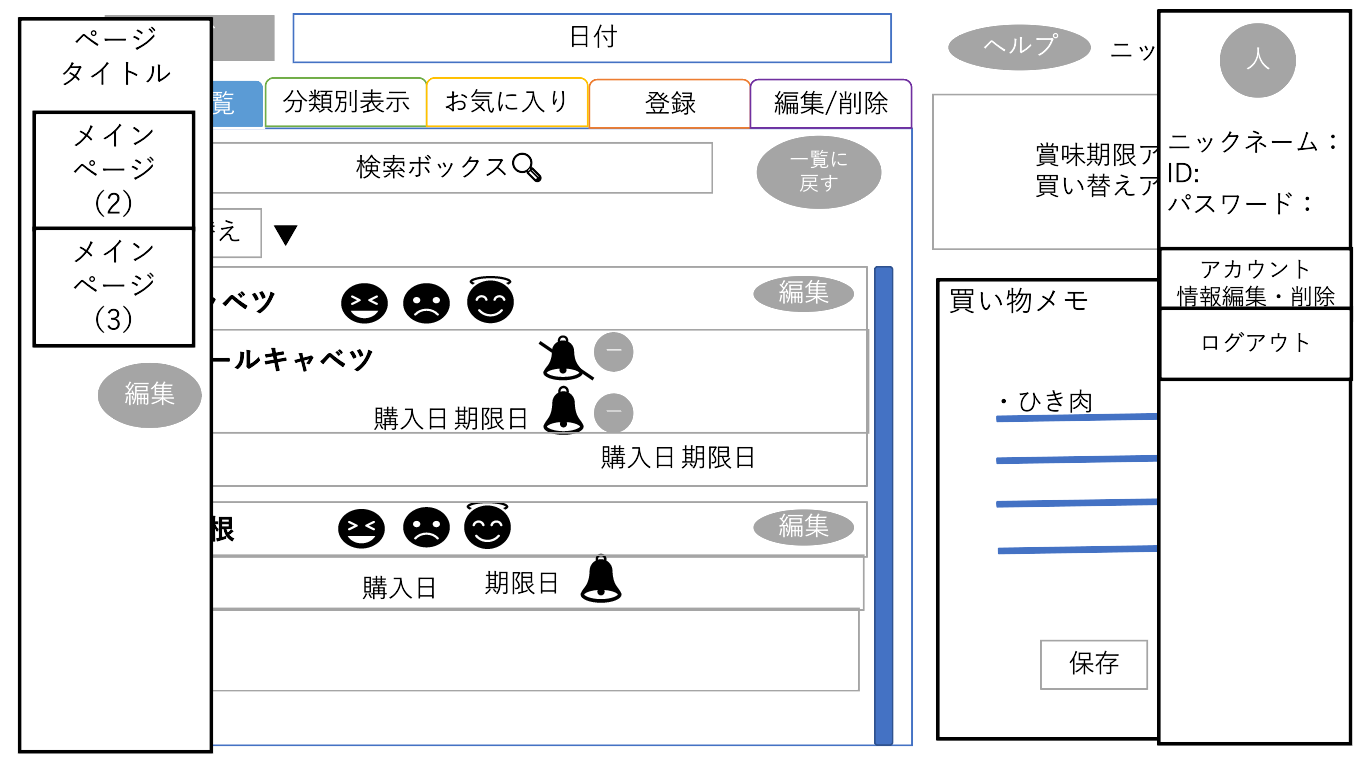 ページ
タイトル
メイン
ページ
(2)
メイン
ページ
(3)
編集
日付
ヘルプ
ニッ
人
覧
分類別表示
お気に入り
登録
編集/削除
検索ボックス
一覧に
戻す
賞味期限ア
買い替えア
ニックネーム：
ID:
パスワード：
アカウント
情報編集・削除
ログアウト
え
ャベツ
編集
ールキャベツ
－
購入日 期限日
－
購入日 期限日
根
編集
購入日
期限日
買い物メモ
・ひき肉
保存